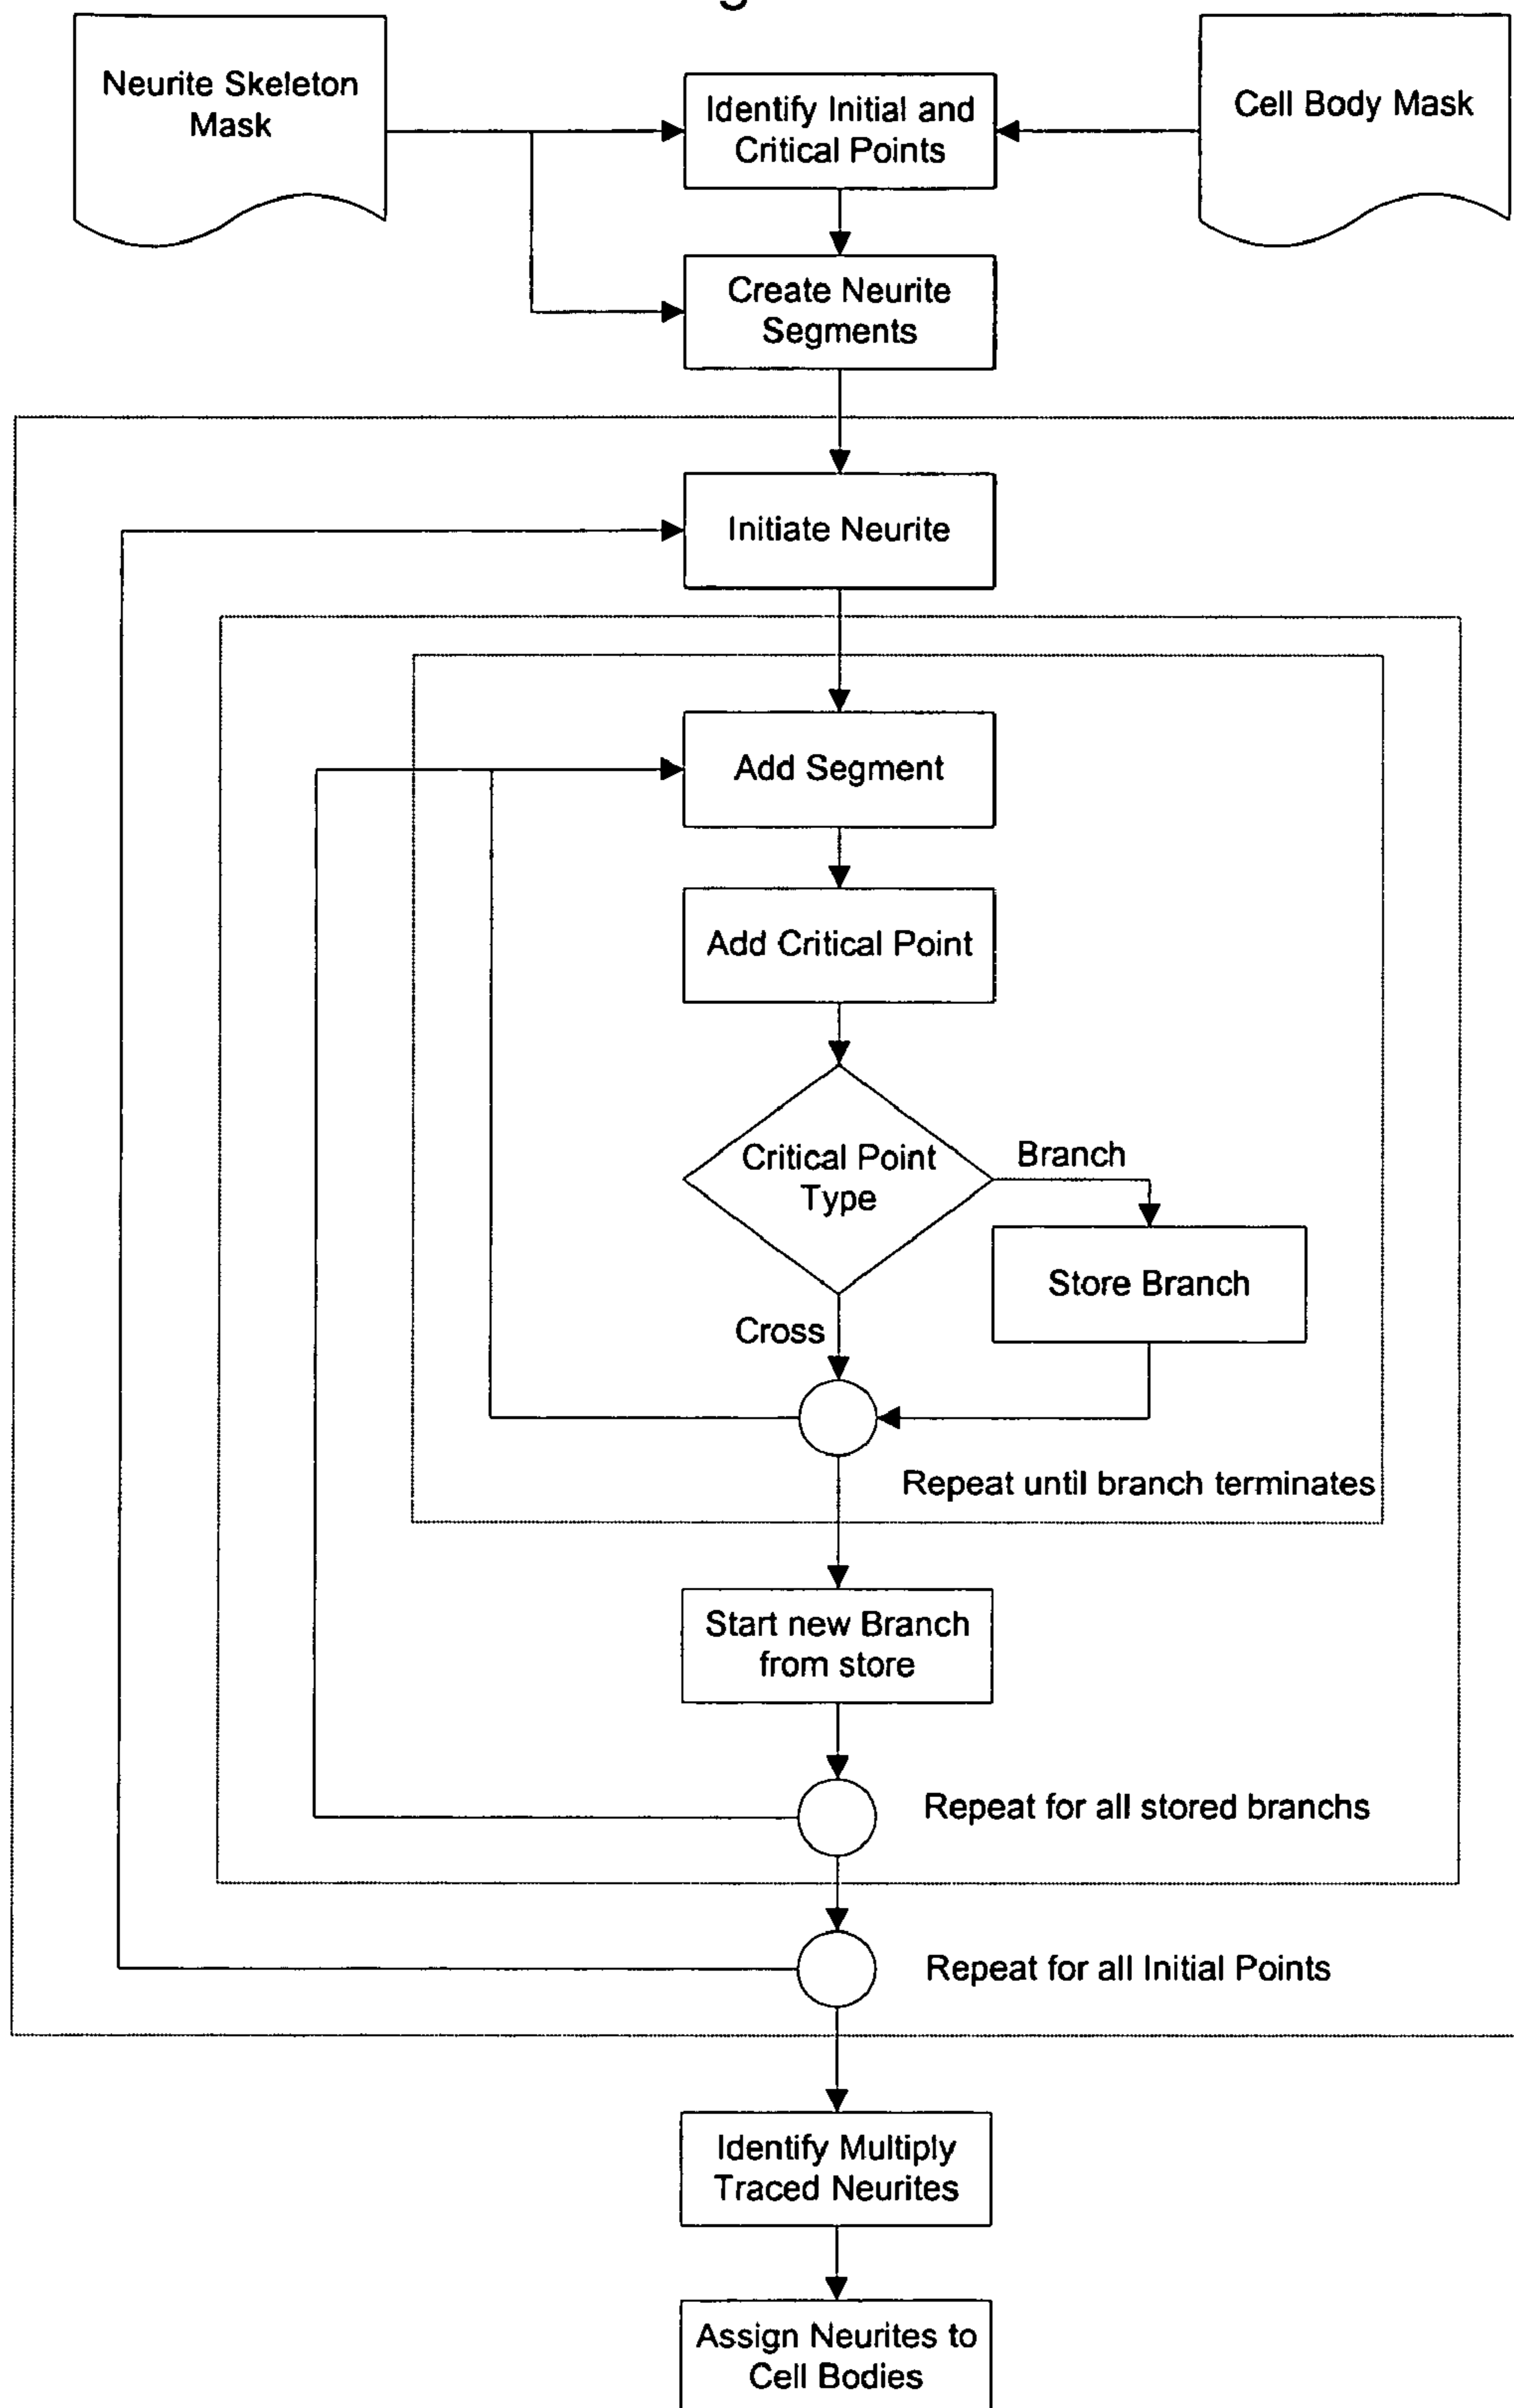 Neurite Skeleton
Mask
Identify Initial and
Critical Points
Cell Body Mask
Create Neurite
Segments
Initiate Neurite
Add Segment
Add Critical Point
Critical Point
Type
Branch
Store Branch
Cross
Repeat until branch terminates
Start new Branch
from store
Repeat for all stored branchs
Repeat for all Initial Points
Identify Multiply
Traced Neurites
Assign Neurites to
Cell Bodies